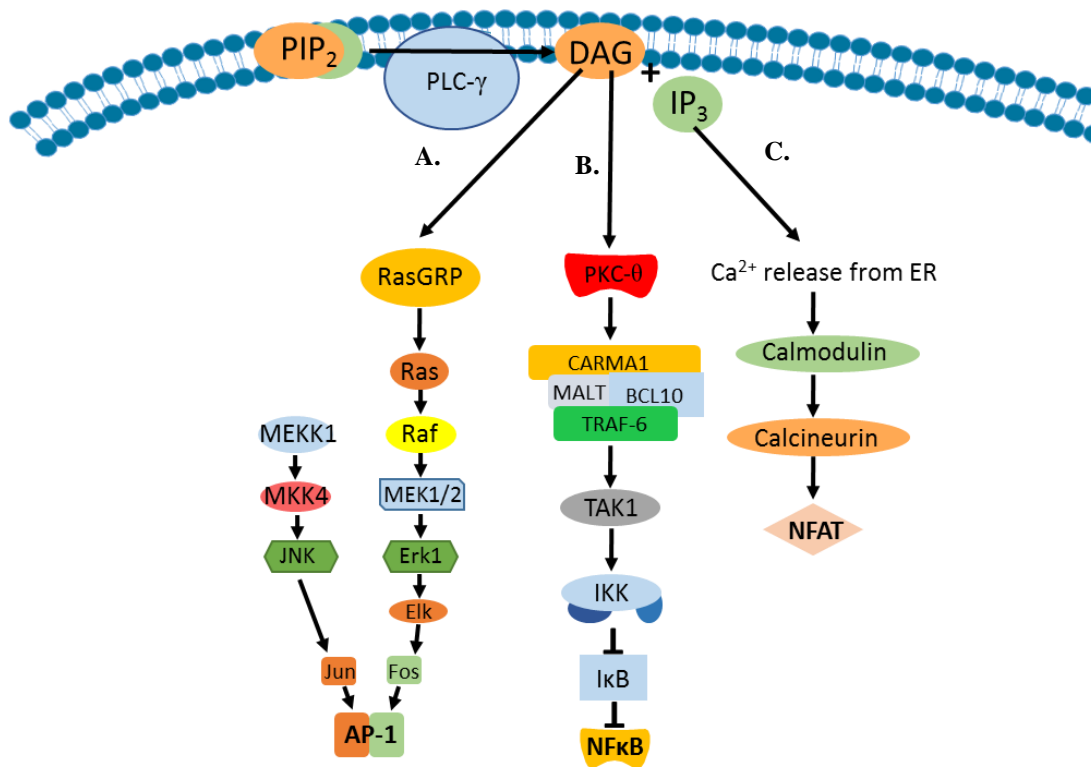 PIP2
PLC-γ
DAG
+
IP3
A.
B.
C.
RasGRP
Ras
Raf
MEK1/2
Erk1
Elk
Fos
MEKK1
MKK4
JNK
Jun
AP-1
PKC-θ
CARMA1
MALT
BCL10
TRAF-6
TAK1
IKK
IκB
NFκB
Ca2+ release from ER
Calmodulin
Calcineurin
NFAT